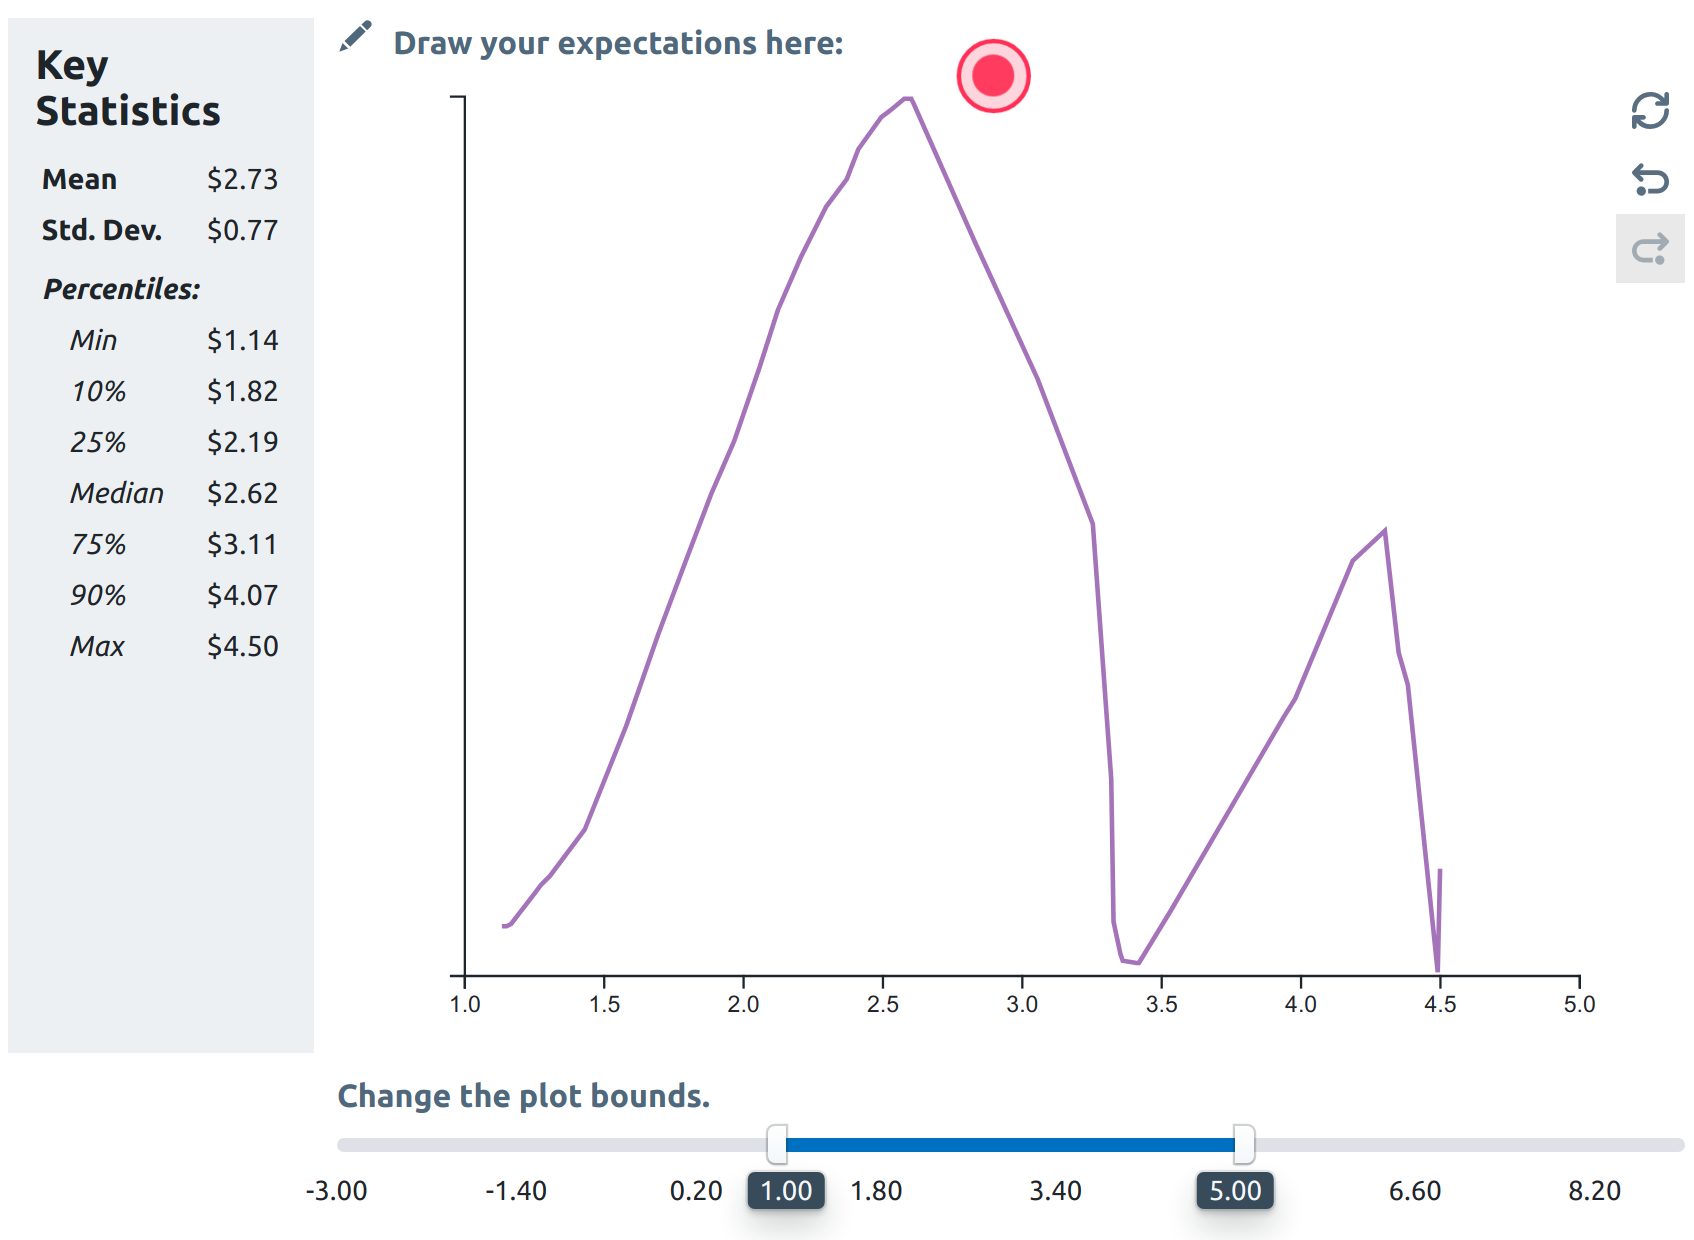 Key
Statistics
Mean $2.73
Std. Dev. $0.77
Percentiles:
Min $1.14
10% $1.82
25% $2.19
Median $2.62
75% $3.11
90% $4.07
Max $4.50
Draw your expectations here:
1.0 1.5 2.0 2.5 3.0 3.5 4.0 4.5 5.0
Change the plot bounds.
-3.00 -1.40 0.20 1.00 1.80 3.40 5.00 6.60 8.20